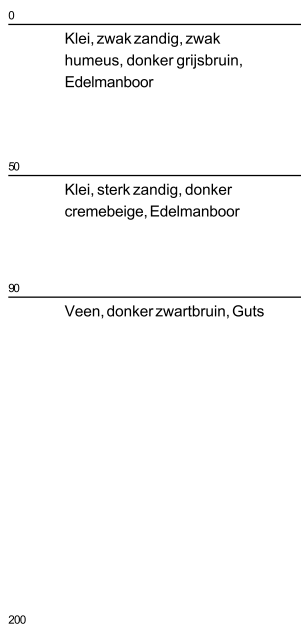 0
Klei, zwak zandig, zwak
humeus, donker grijsbruin,
Edelmanboor
50
Klei, sterk zandig, donker
cremebeige, Edelmanboor
90
Veen, donker zwartbruin, Guts
200